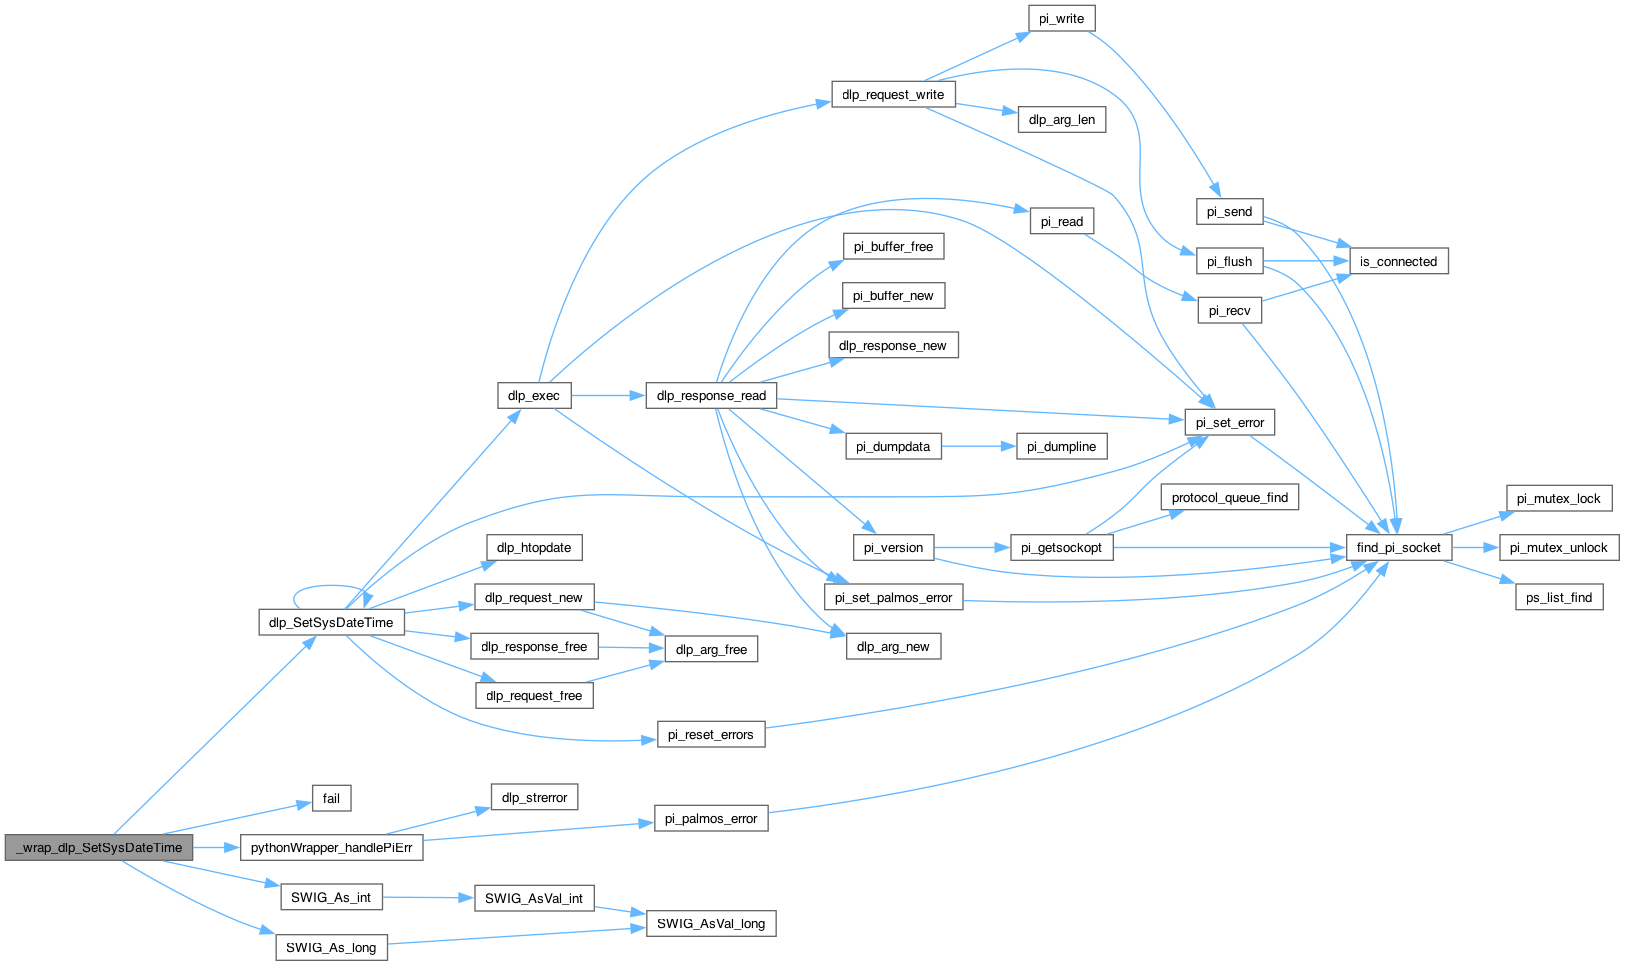 pi_write
dlp_request_write
dlp_arg_len
pi_send
pi_read
pi_buffer_free
pi_flush
is_connected
pi_buffer_new
pi_recv
dlp_response_new
dlp_exec
dlp_response_read
pi_set_error
pi_dumpdata
pi_dumpline
protocol_queue_find
pi_mutex_lock
dlp_htopdate
pi_version
pi_getsockopt
find_pi_socket
pi_mutex_unlock
dlp_request_new
pi_set_palmos_error
ps_list_find
dlp_SetSysDateTime
dlp_response_free
dlp_arg_free
dlp_arg_new
dlp_request_free
pi_reset_errors
fail
dlp_strerror
pi_palmos_error
_wrap_dlp_SetSysDateTime
pythonWrapper_handlePiErr
SWIG_As_int
SWIG_AsVal_int
SWIG_AsVal_long
SWIG_As_long